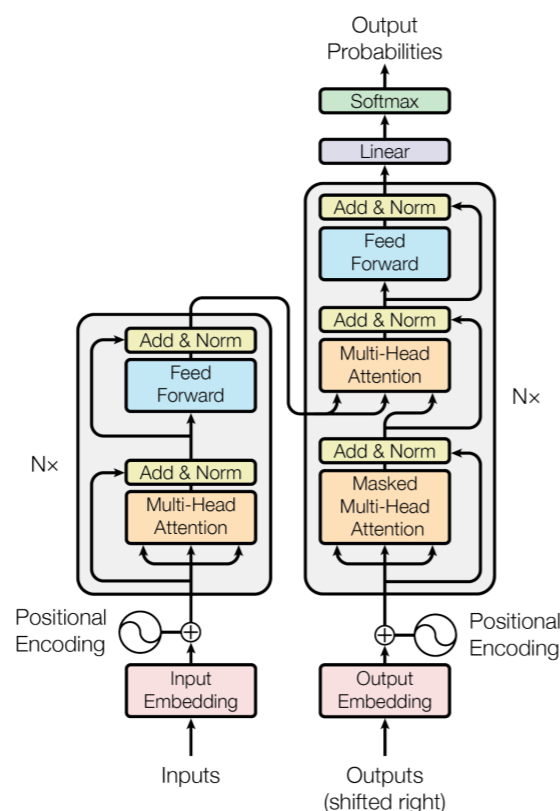 Output
Probabilities
Softmax
Linear
Add & Norm
Feed
Forward
Add & Norm
Multi-Head
Attention
Add & Norm
Masked
Multi-Head
Attention
N×
Add & Norm
Feed
Forward
Add & Norm
Multi-Head
Attention
N×
Positional
Encoding
Positional
Encoding
Input
Embedding
Output
Embedding
Inputs
Outputs
(shifted right)